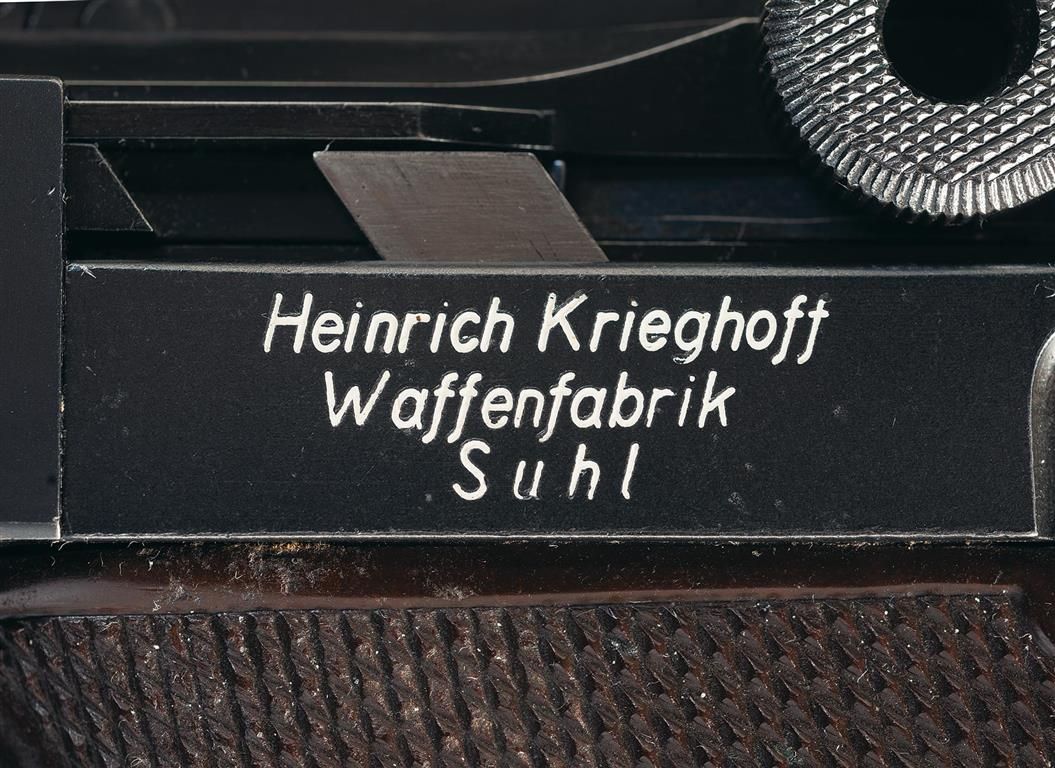 Heinrich Krieghoff
Waffenfabrik
Suhl